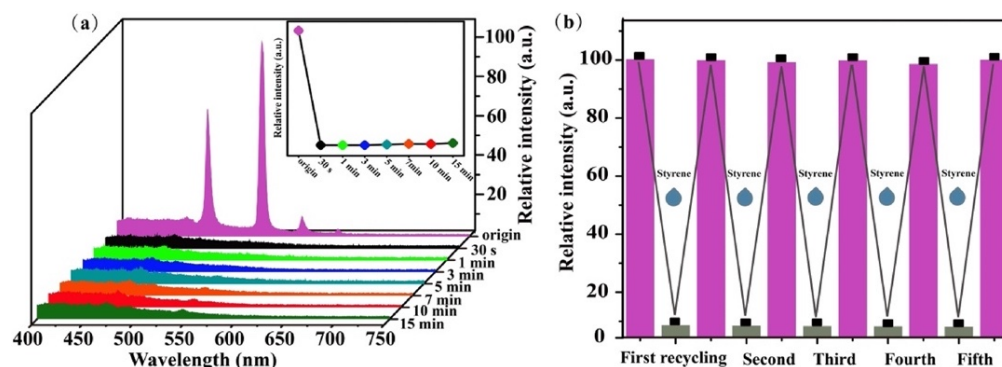 (a)
Relative intensity (a.u.)
origin
30 s
1 min
3 min
5 min
7min
10 min
15 min
100
80
60
40
20
0
Relative intensity (a.u.)
origin
30 s
1 min
3 min
5 min
7 min
10 min
15 min
400 450 500 550 600 650 700 750
Wavelength (nm)
(b)
Relative intensity (a.u.)
100
80
60
40
20
0
Styrene Styrene Styrene Styrene Styrene
First recycling Second Third Fourth Fifth